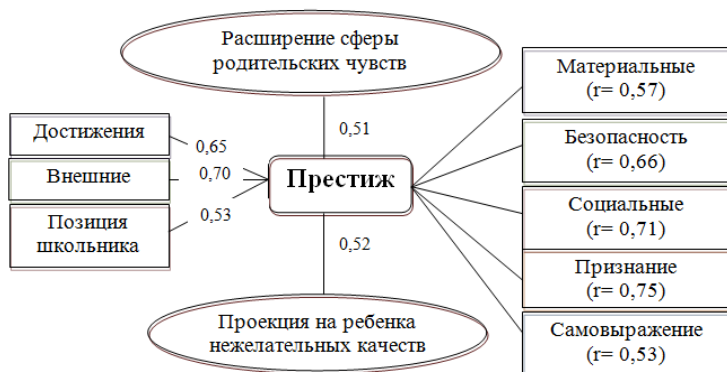 Расширение сферы
родительских чувств
Достижения
Внешние
Позиция
школьника
0,65
0,70
0,53
0,51
Престиж
0,52
Проекция на ребенка
нежелательных качеств
Материальные
(r= 0,57)
Безопасность
(r= 0,66)
Социальные
(r= 0,71)
Признание
(r= 0,75)
Самовыражение
(r= 0,53)